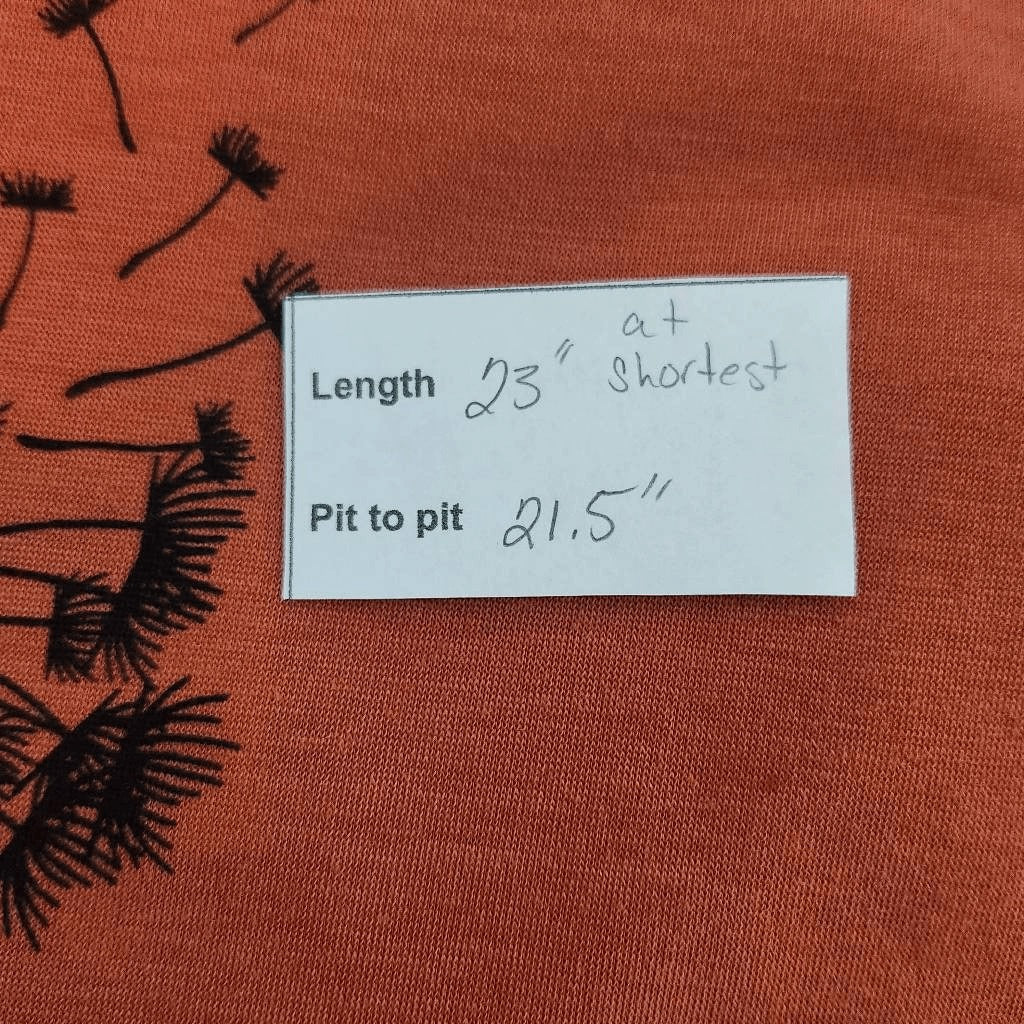 at
Length 23" shortest
Pit to pit 21.5"